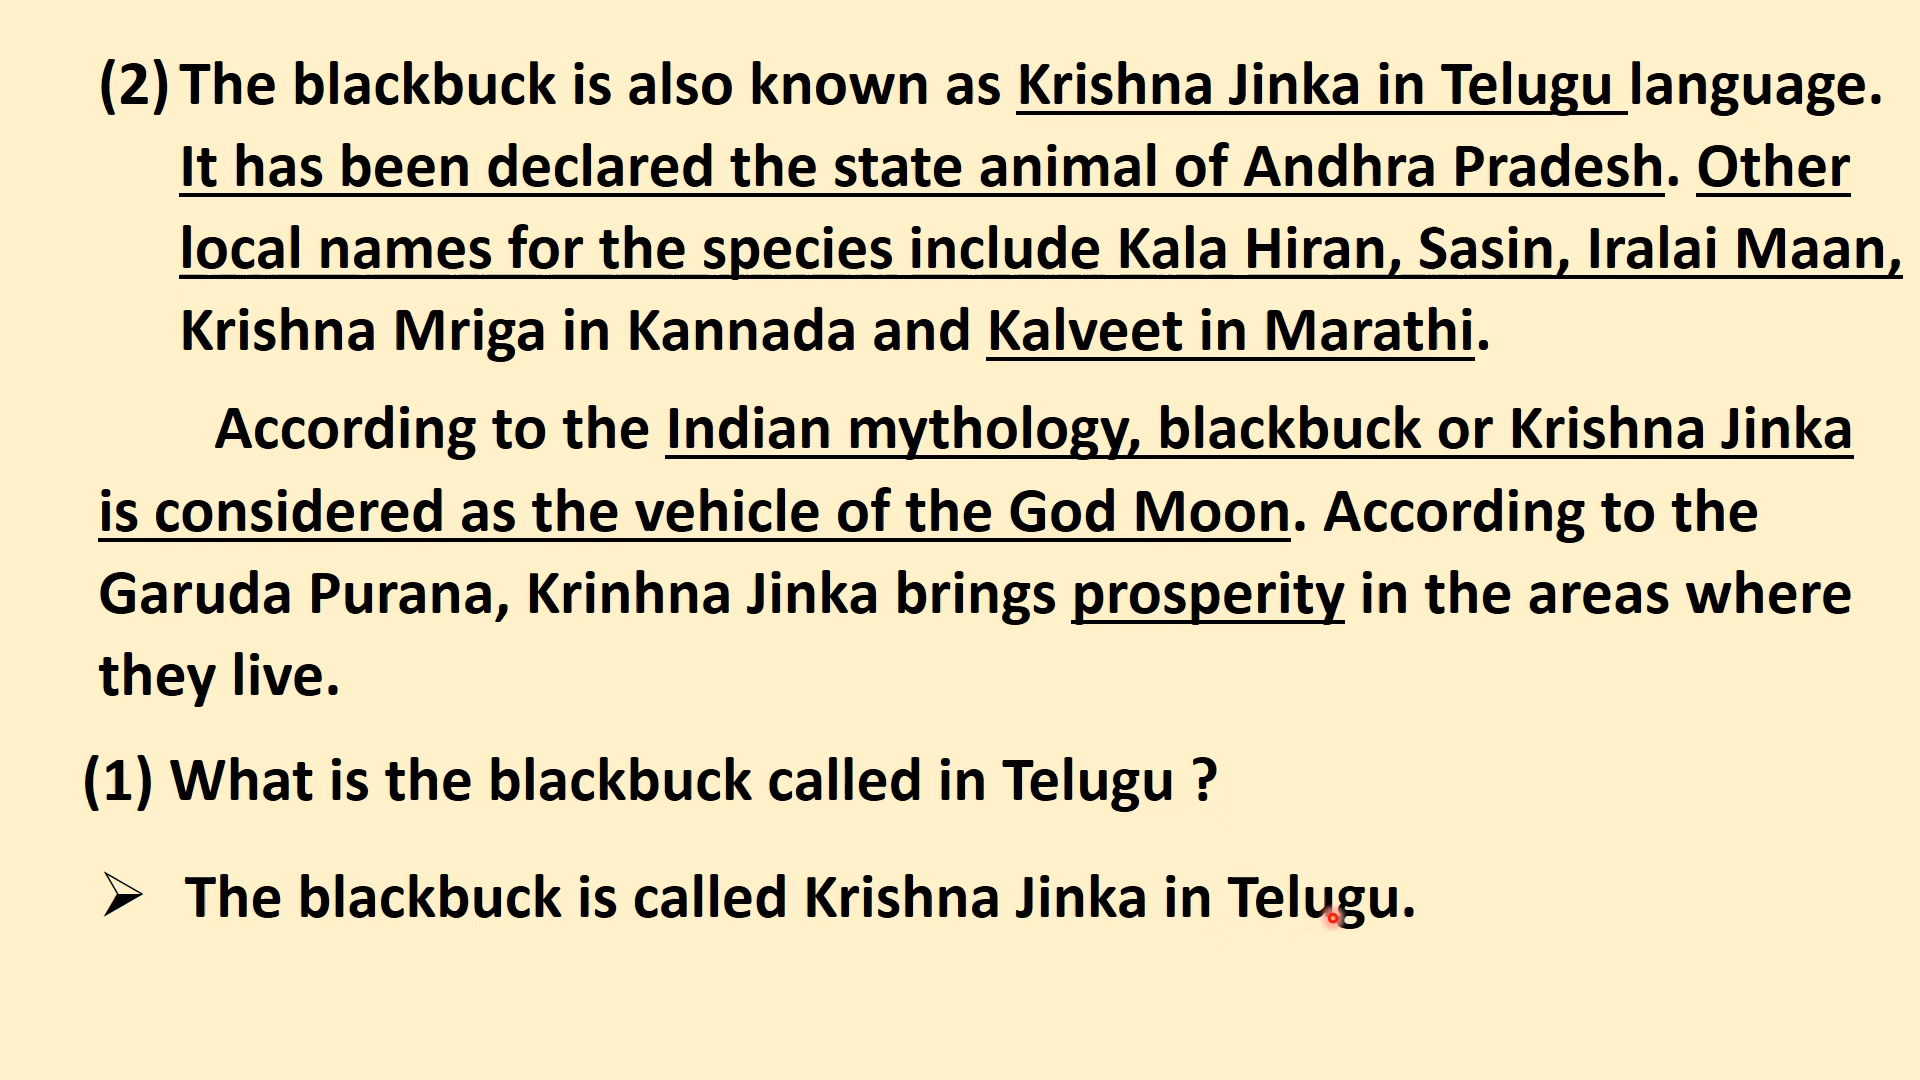 (2) The blackbuck is also known as Krishna Jinka in Telugu language.
It has been declared the state animal of Andhra Pradesh. Other
local names for the species include Kala Hiran, Sasin, Iralai Maan,
Krishna Mriga in Kannada and Kalveet in Marathi.
According to the Indian mythology, blackbuck or Krishna Jinka
is considered as the vehicle of the God Moon. According to the
Garuda Purana, Krinhna Jinka brings prosperity in the areas where
they live.
(1) What is the blackbuck called in Telugu ?
➢ The blackbuck is called Krishna Jinka in Telugu.